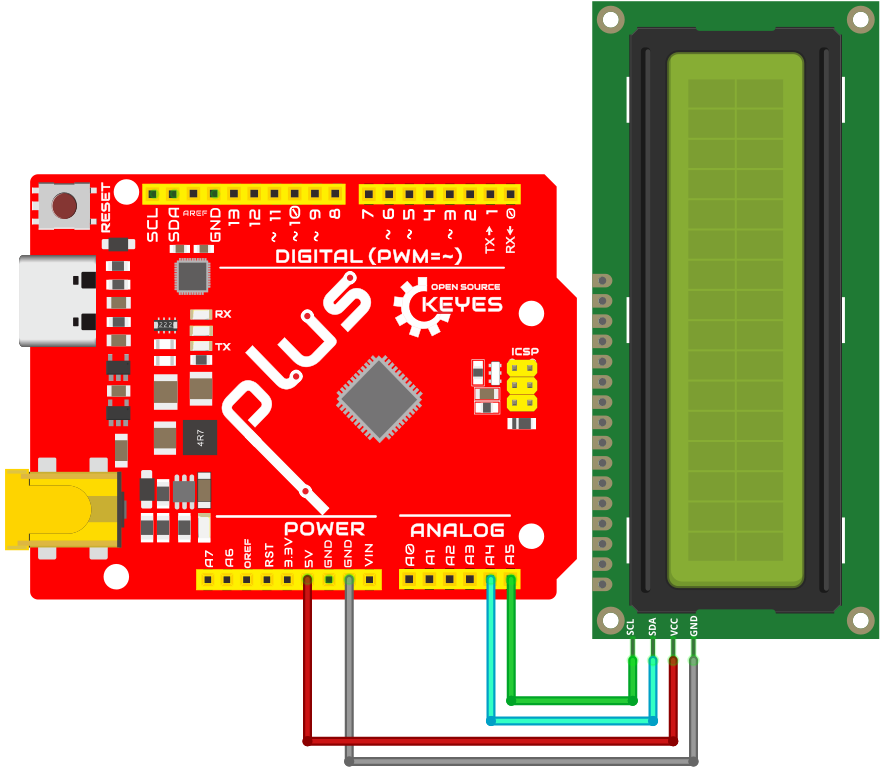 RESET
SCL
SDA
AREF
GND
13
12
~11
~10
~9
8
7
~6
~5
4
~3
2
TX→1
RX←0
DIGITAL (PWM=~)
OPEN SOURCE
KEYES
RX
TX
222
plus
ICSP
4R7
POWER
ANALOG
A7
A6
OREF
RST
3.3V
5V
GND
GND
VIN
A0
A1
A2
A3
A4
A5
SCL
SDA
VCC
GND